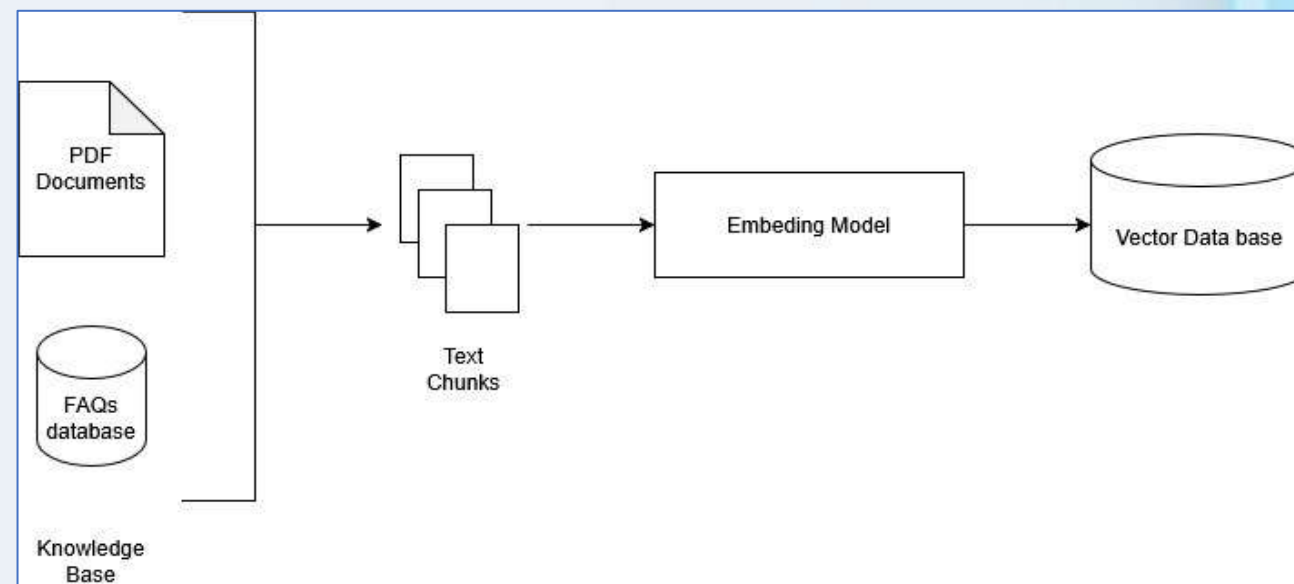 PDF
Documents
FAQs
database
Knowledge
Base
Text
Chunks
Embeding Model
Vector Data base